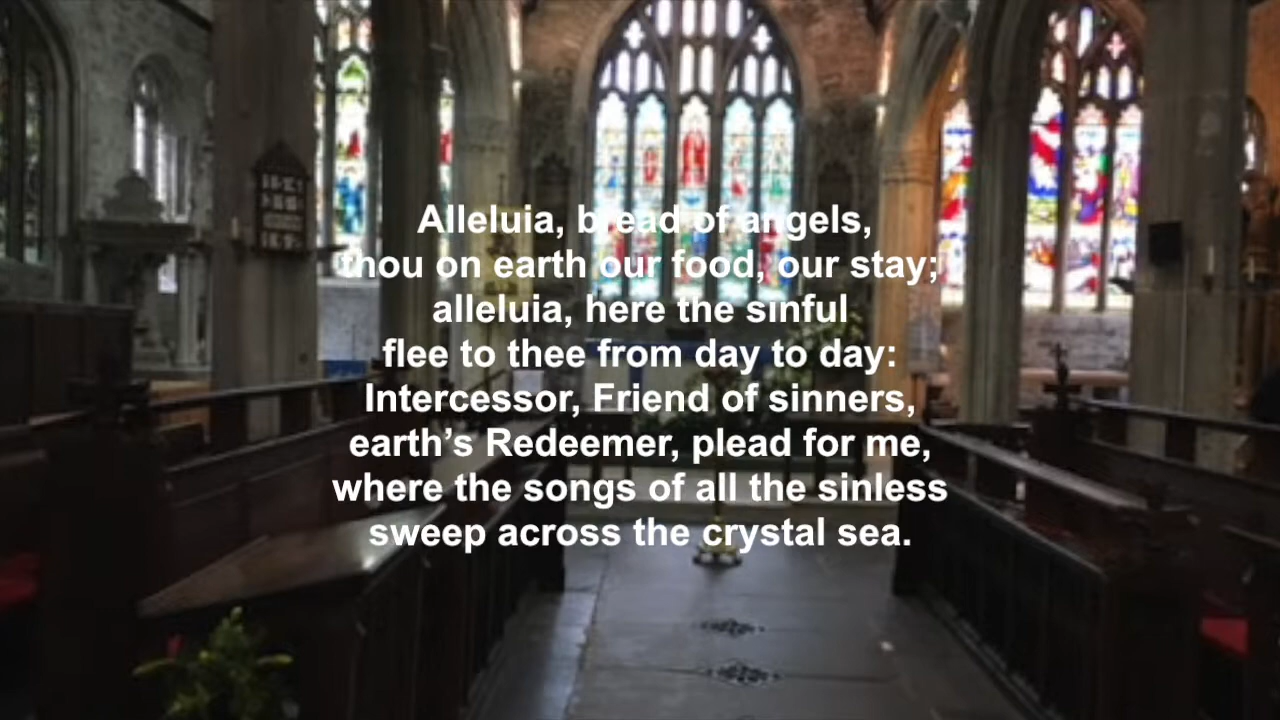 Alleluia, bread of angels,
thou on earth our food, our stay;
alleluia, here the sinful
flee to thee from day to day:
Intercessor, Friend of sinners,
earth’s Redeemer, plead for me,
where the songs of all the sinless
sweep across the crystal sea.